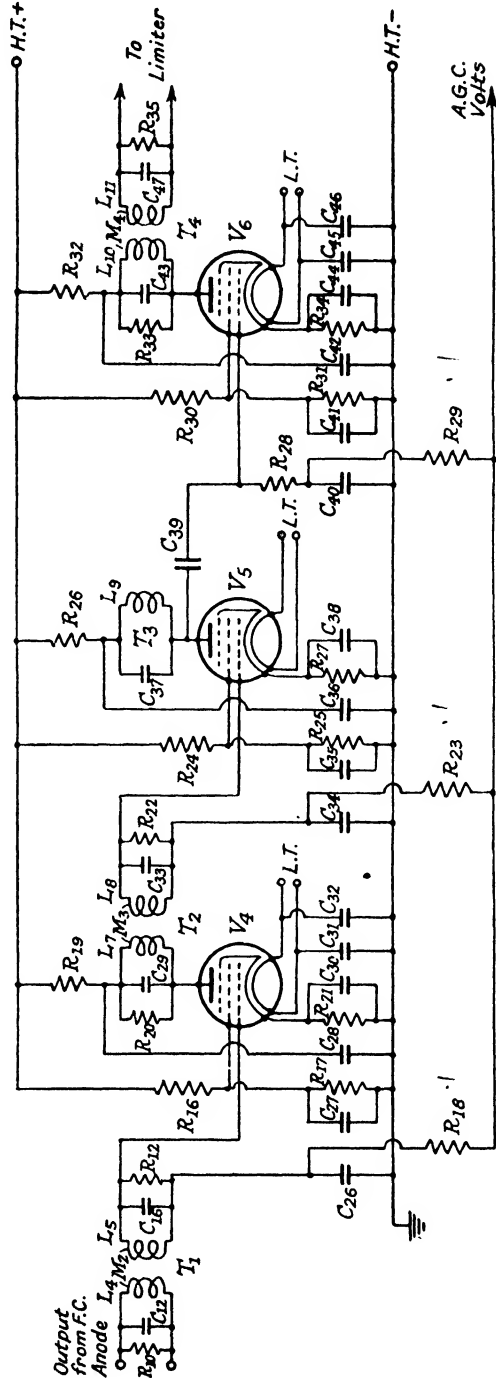 Output
from F.C.
Anode
R10
C12
L4
M2
L5
T1
C16
R12
C26
R18
R16
C27
R17
C28
R21
C30
C31
C32
R19
R20
C29
L7
M3
L8
T2
V4
C33
R22
L.T.
C34
R23
R24
C35
R25
C36
R27
C38
R26
C37
T3
L9
V5
C39
L.T.
R28
C40
R29
R30
C41
R31
C42
R34
C44
C45
C46
R32
R33
C43
L10
M4
L11
T4
V6
C47
R35
L.T.
To
Limiter
H.T.+
H.T.-
A.G.C.
Volts